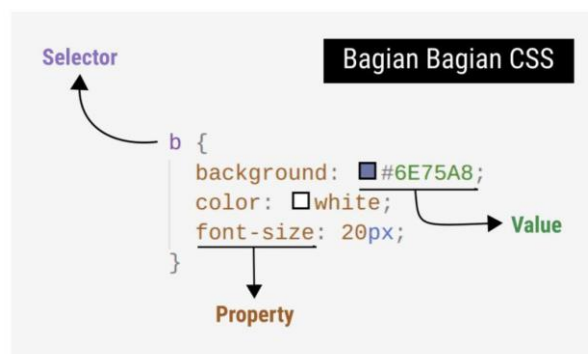 Selector
Bagian Bagian CSS
b {
background: #6E75A8;
color: white;
font-size: 20px;
}
Value
Property